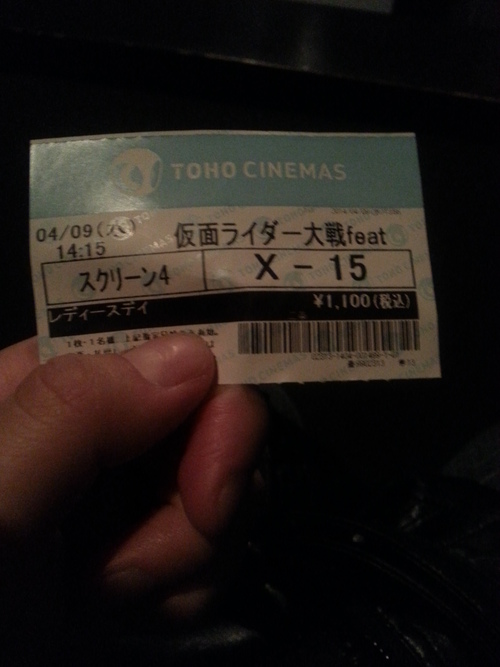 TOHO CINEMAS
04/09(水)
14:15
仮面ライダー大戦feat
スクリーン4
X - 15
レディースデイ
¥1,100(税込)